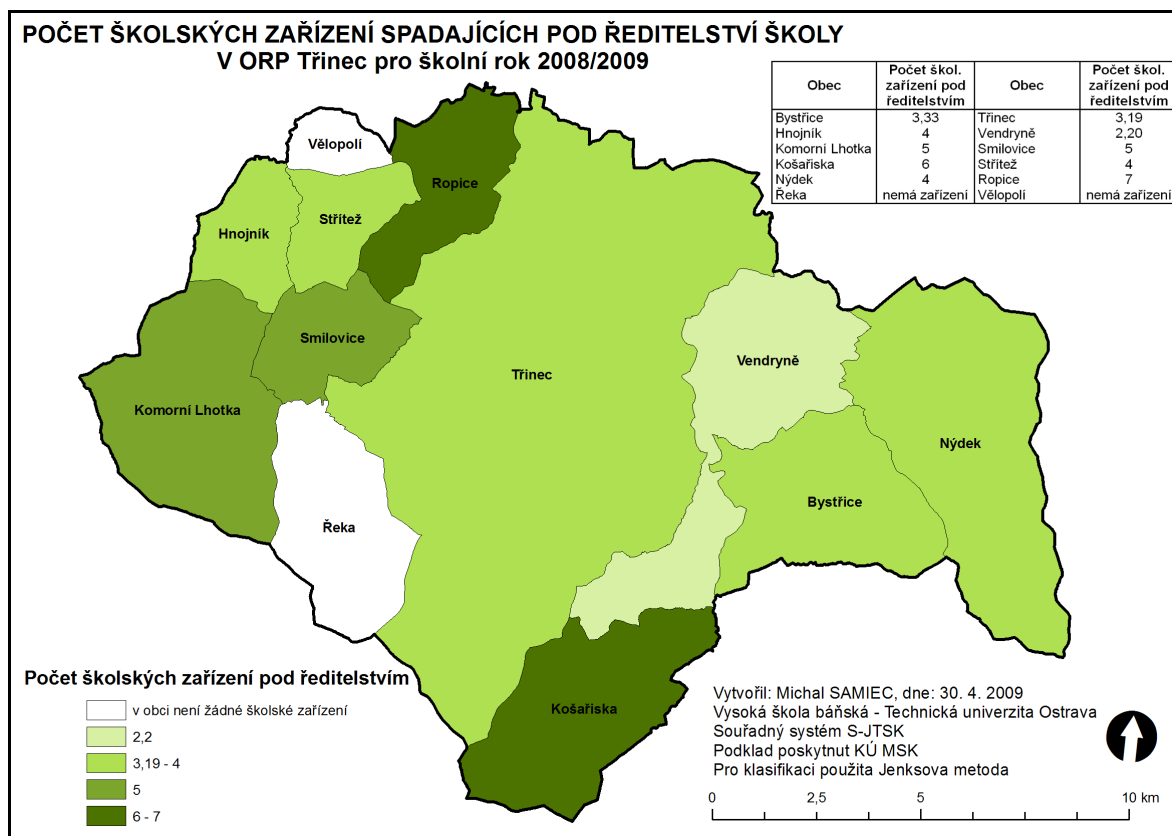 POČET ŠKOLSKÝCH ZAŘÍZENÍ SPADAJÍCÍCH POD ŘEDITELSTVÍ ŠKOLY
V ORP Třinec pro školní rok 2008/2009
Obec Počet škol. zařízení pod ředitelstvím Obec Počet škol. zařízení pod ředitelstvím
Bystřice 3,33 Třinec 3,19
Hnojník 4 Vendryně 2,20
Komorní Lhotka 5 Smilovice 5
Košařiska 6 Střítež 4
Nýdek 4 Ropice 7
Řeka nemá zařízení Vělopolí nemá zařízení
Vělopolí
Ropice
Střítež
Hnojník
Smilovice
Vendryně
Třinec
Komorní Lhotka
Nýdek
Bystřice
Řeka
Košařiska
Počet školských zařízení pod ředitelstvím
v obci není žádné školské zařízení
2,2
3,19 - 4
5
6 - 7
Vytvořil: Michal SAMIEC, dne: 30. 4. 2009
Vysoká škola báňská - Technická univerzita Ostrava
Souřadný systém S-JTSK
Podklad poskytnut KÚ MSK
Pro klasifikaci použita Jenksova metoda
0 2,5 5 10 km